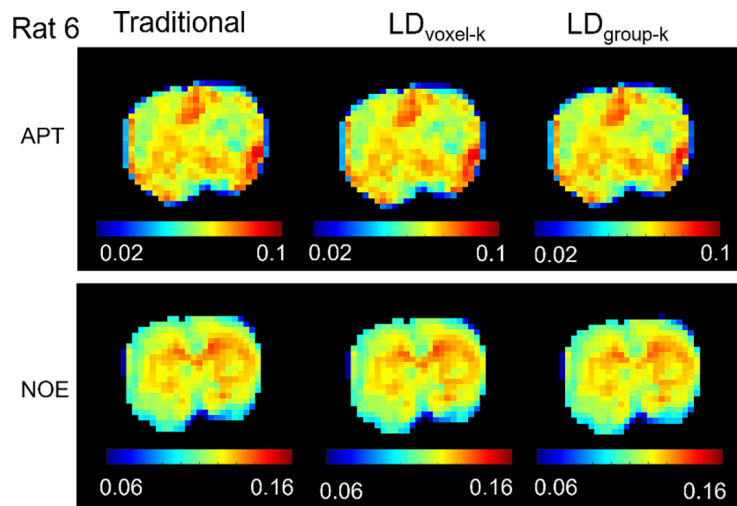 Rat 6 Traditional LDvoxel-k LDgroup-k
APT
0.02 0.1 0.02 0.1 0.02 0.1
NOE
0.06 0.16 0.06 0.16 0.06 0.16